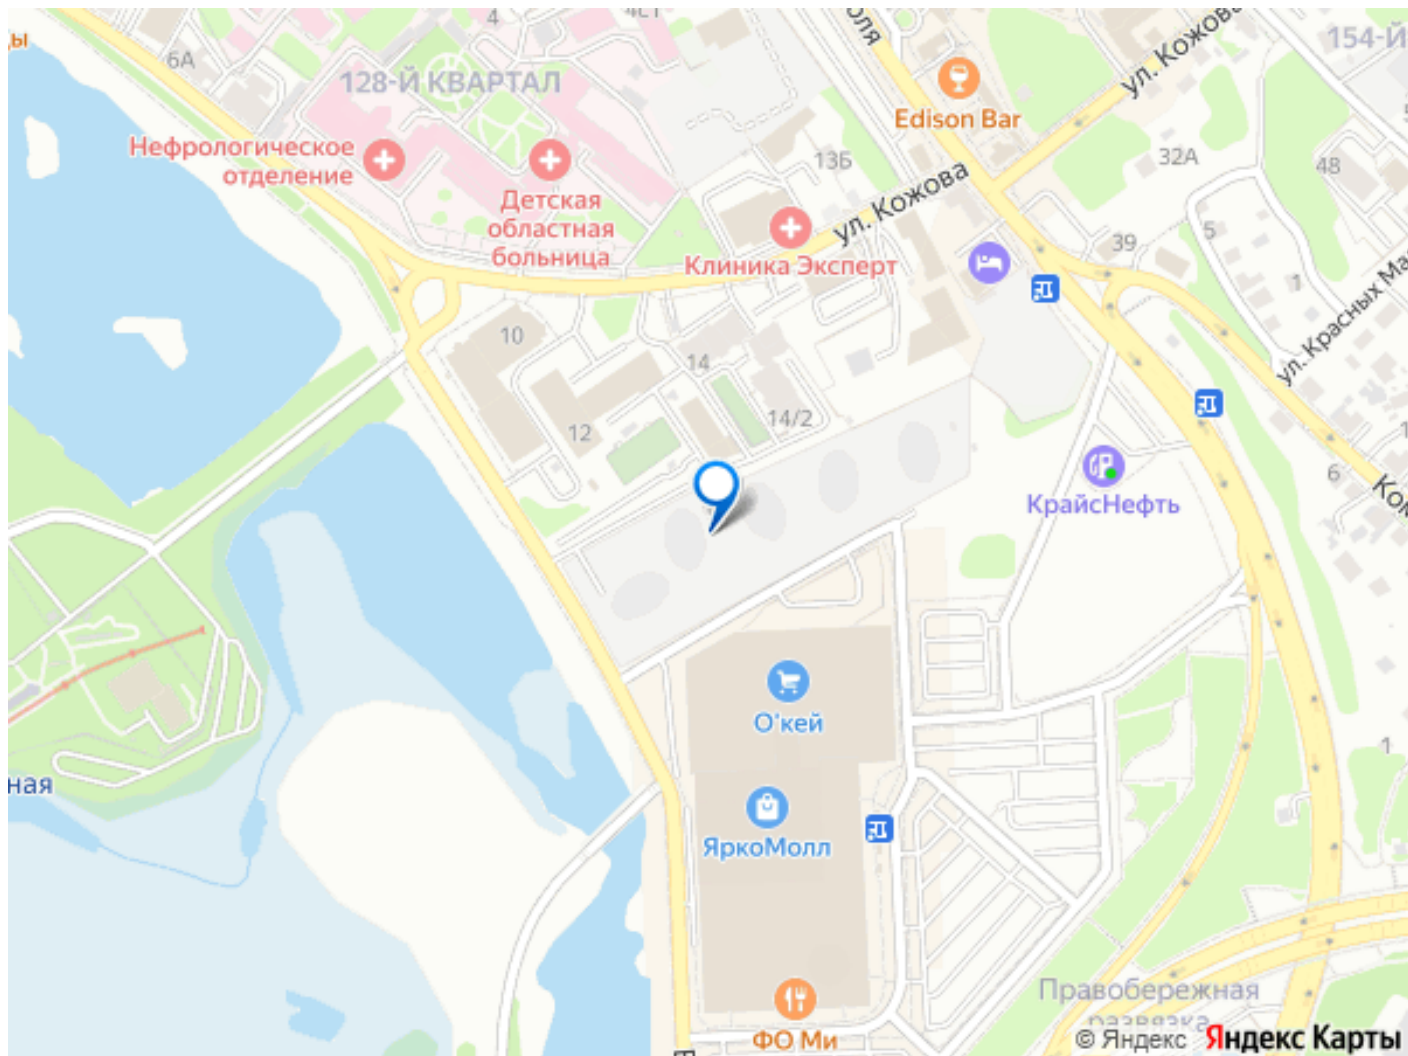 4
6А
128-Й КВАРТАЛ
154-Й
ул. Кожова
Edison Bar
Нефрологическое
отделение
13Б
32А
48
ул. Кожова
Детская
областная
больница
Клиника Эксперт
39
5
1
ул. Красных Ма
10
14
12
14/2
6
КрайсНефть
О'кей
1
ная
ЯркоМолл
Правобережная
развязка
ФО Ми
© Яндекс
Яндекс Карты